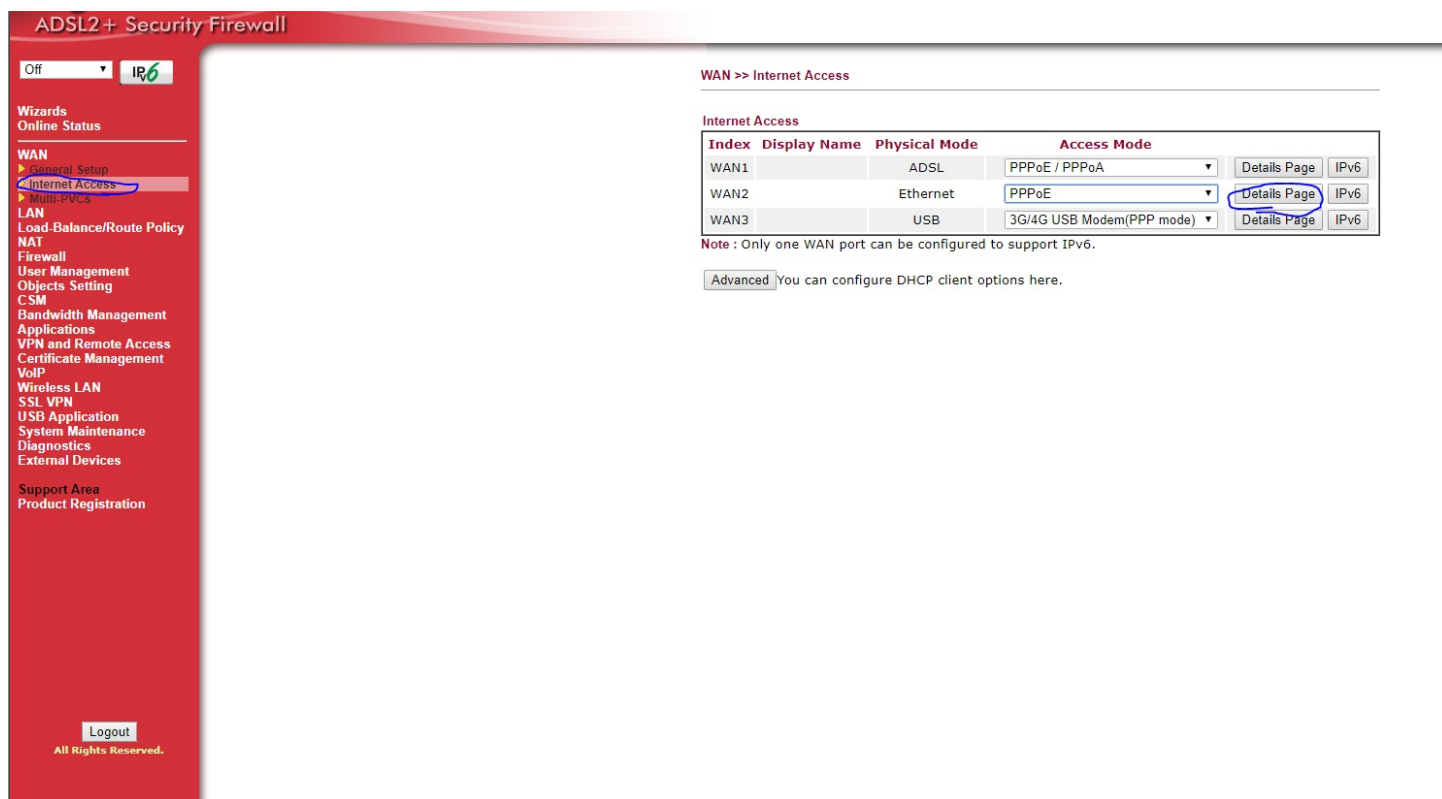 ADSL2+ Security Firewall
Off
IPv6
Wizards
Online Status
WAN
General Setup
Internet Access
Multi-PVCs
LAN
Load-Balance/Route Policy
NAT
Firewall
User Management
Objects Setting
CSM
Bandwidth Management
Applications
VPN and Remote Access
Certificate Management
VoIP
Wireless LAN
SSL VPN
USB Application
System Maintenance
Diagnostics
External Devices
Support Area
Product Registration
Logout
All Rights Reserved.
WAN >> Internet Access
Internet Access
Index Display Name Physical Mode Access Mode
WAN1 ADSL PPPoE / PPPoA Details Page IPv6
WAN2 Ethernet PPPoE Details Page IPv6
WAN3 USB 3G/4G USB Modem(PPP mode) Details Page IPv6
Note : Only one WAN port can be configured to support IPv6.
Advanced You can configure DHCP client options here.